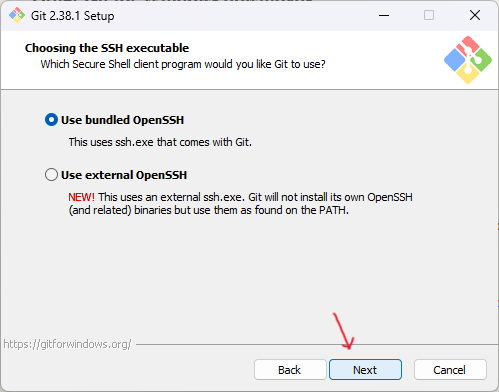 Git 2.38.1 Setup
Choosing the SSH executable
Which Secure Shell client program would you like Git to use?
Use bundled OpenSSH
This uses ssh.exe that comes with Git.
Use external OpenSSH
NEW! This uses an external ssh.exe. Git will not install its own OpenSSH
(and related) binaries but use them as found on the PATH.
https://gitforwindows.org/
Back
Next
Cancel